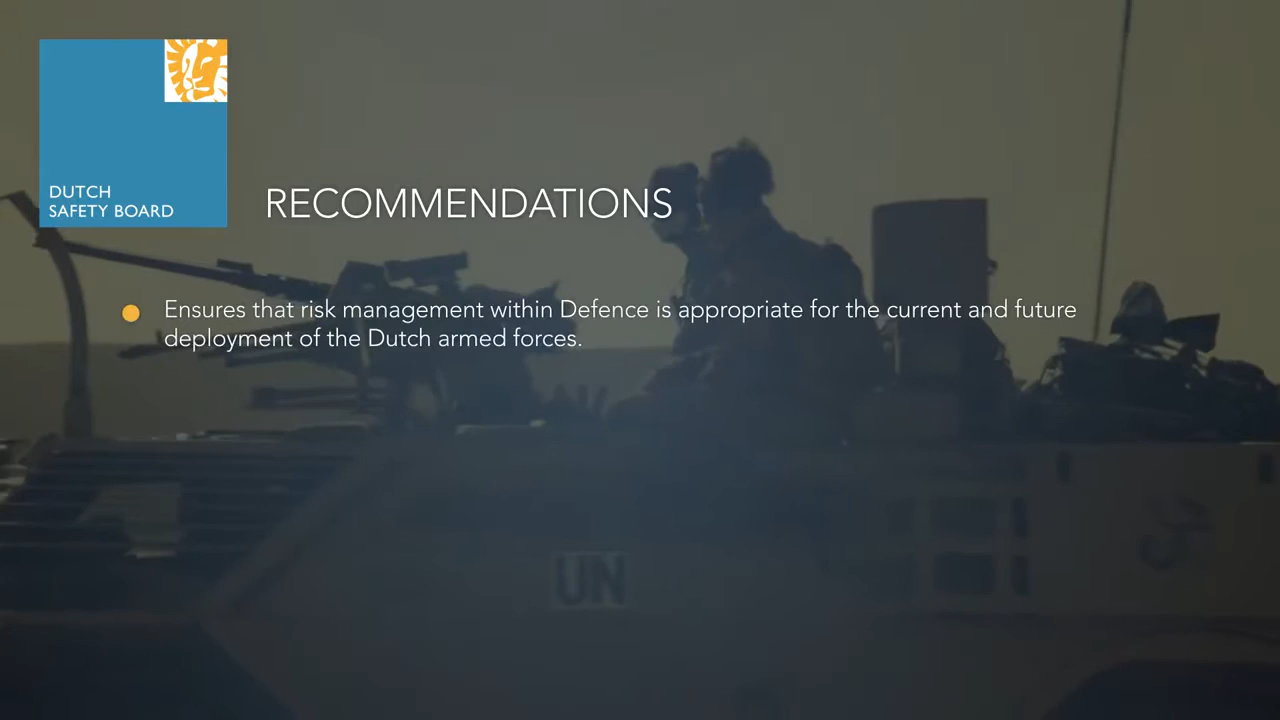 DUTCH
SAFETY BOARD
RECOMMENDATIONS
Ensures that risk management within Defence is appropriate for the current and future
deployment of the Dutch armed forces.
UN